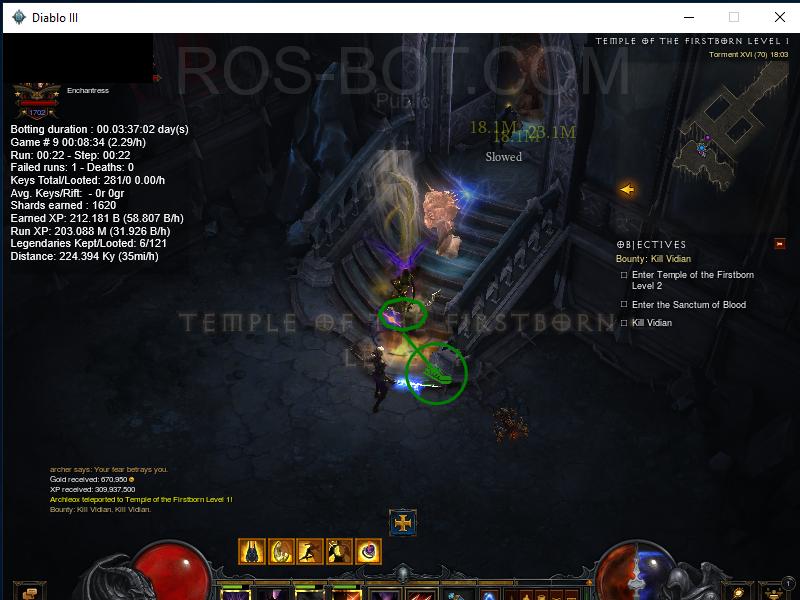 Diablo III
TEMPLE OF THE FIRSTBORN LEVEL 1
Torment XVI (70) 18:03
ROS-BOT.COM
Public
Enchantress
1702
Botting duration : 00.03:37:02 day(s)
Game # 9 00:08:34 (2.29/h)
Run: 00:22 - Step: 00:22
Failed runs: 1 - Deaths: 0
Keys Total/Looted: 281/0 0.00/h
Avg. Keys/Rift: - 0r 0gr
Shards earned : 1620
Earned XP: 212.181 B (58.807 B/h)
Run XP: 203.088 M (31.926 B/h)
Legendaries Kept/Looted: 6/121
Distance: 224.394 Ky (35mi/h)
18.1M
18.1M
23.1M
Slowed
OBJECTIVES
Bounty: Kill Vidian
Enter Temple of the Firstborn
Level 2
Enter the Sanctum of Blood
Kill Vidian
TEMPLE OF THE FIRSTBORN
archer says: Your fear betrays you.
Gold received: 670,950
XP received: 309,937,500
Archleox teleported to Temple of the Firstborn Level 1!
Bounty: Kill Vidian, Kill Vidian.
1